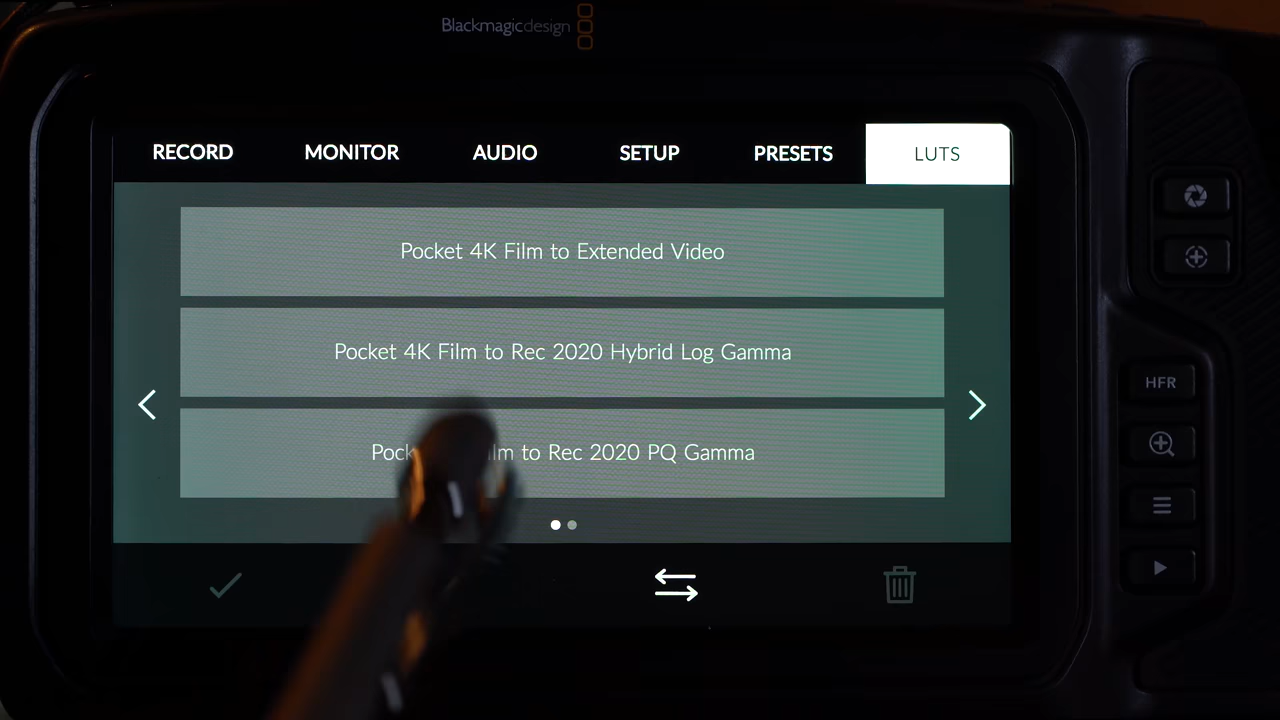 Blackmagicdesign
RECORD MONITOR AUDIO SETUP PRESETS LUTS
Pocket 4K Film to Extended Video
Pocket 4K Film to Rec 2020 Hybrid Log Gamma
to Rec 2020 PQ Gamma
HFR